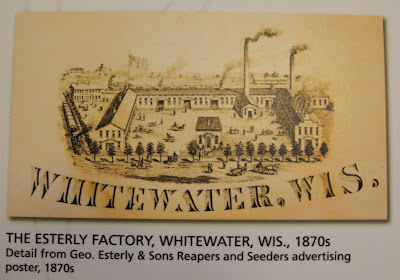 WHITEWATER, WIS.
THE ESTERLY FACTORY, WHITEWATER, WIS., 1870s
Detail from Geo. Esterly & Sons Reapers and Seeders advertising
poster, 1870s